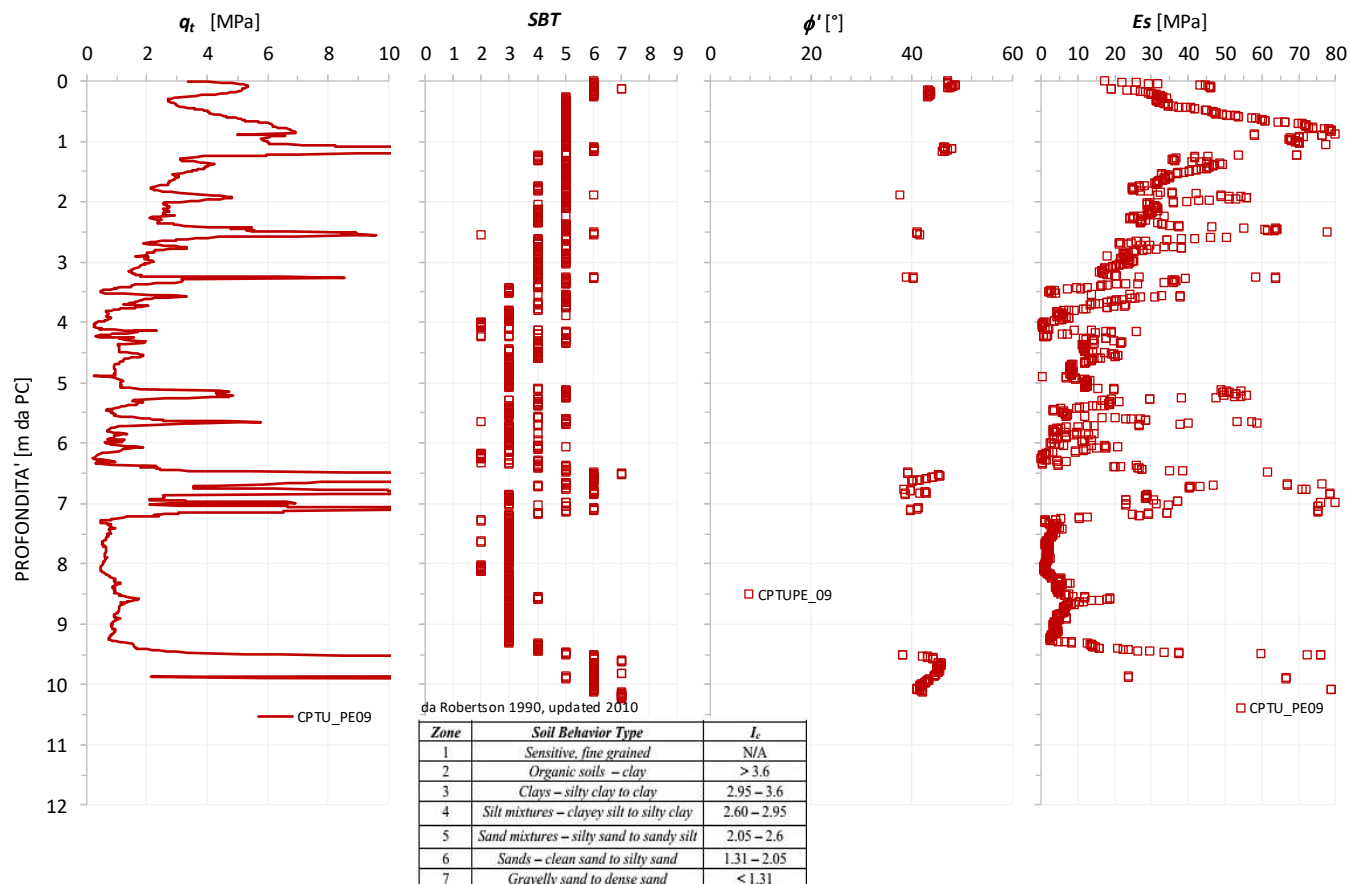 qt [MPa]
SBT
ϕ' [°]
Es [MPa]
0 2 4 6 8 10
0 1 2 3 4 5 6 7 8 9
0 20 40 60
0 10 20 30 40 50 60 70 80
PROFONDITA' [m da PC]
0
1
2
3
4
5
6
7
8
9
10
11
12
CPTU_PE09
CPTUPE_09
CPTU_PE09
da Robertson 1990, updated 2010
Zone Soil Behavior Type Ic
1 Sensitive, fine grained N/A
2 Organic soils – clay > 3.6
3 Clays – silty clay to clay 2.95 – 3.6
4 Silt mixtures – clayey silt to silty clay 2.60 – 2.95
5 Sand mixtures – silty sand to sandy silt 2.05 – 2.6
6 Sands – clean sand to silty sand 1.31 – 2.05
7 Gravelly sand to dense sand < 1.31